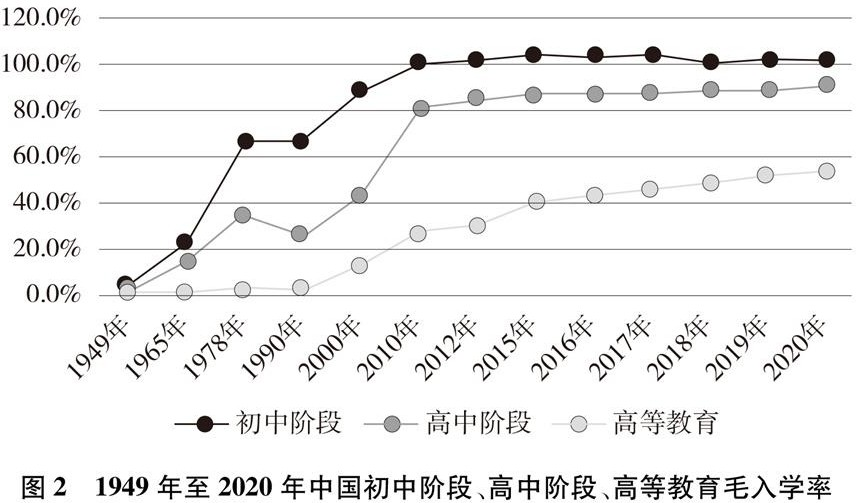 120.0%
100.0%
80.0%
60.0%
40.0%
20.0%
0.0%
1949年
1965年
1978年
1990年
2000年
2010年
2012年
2015年
2016年
2017年
2018年
2019年
2020年
初中阶段
高中阶段
高等教育
图2 1949年至2020年中国初中阶段、高中阶段、高等教育毛入学率